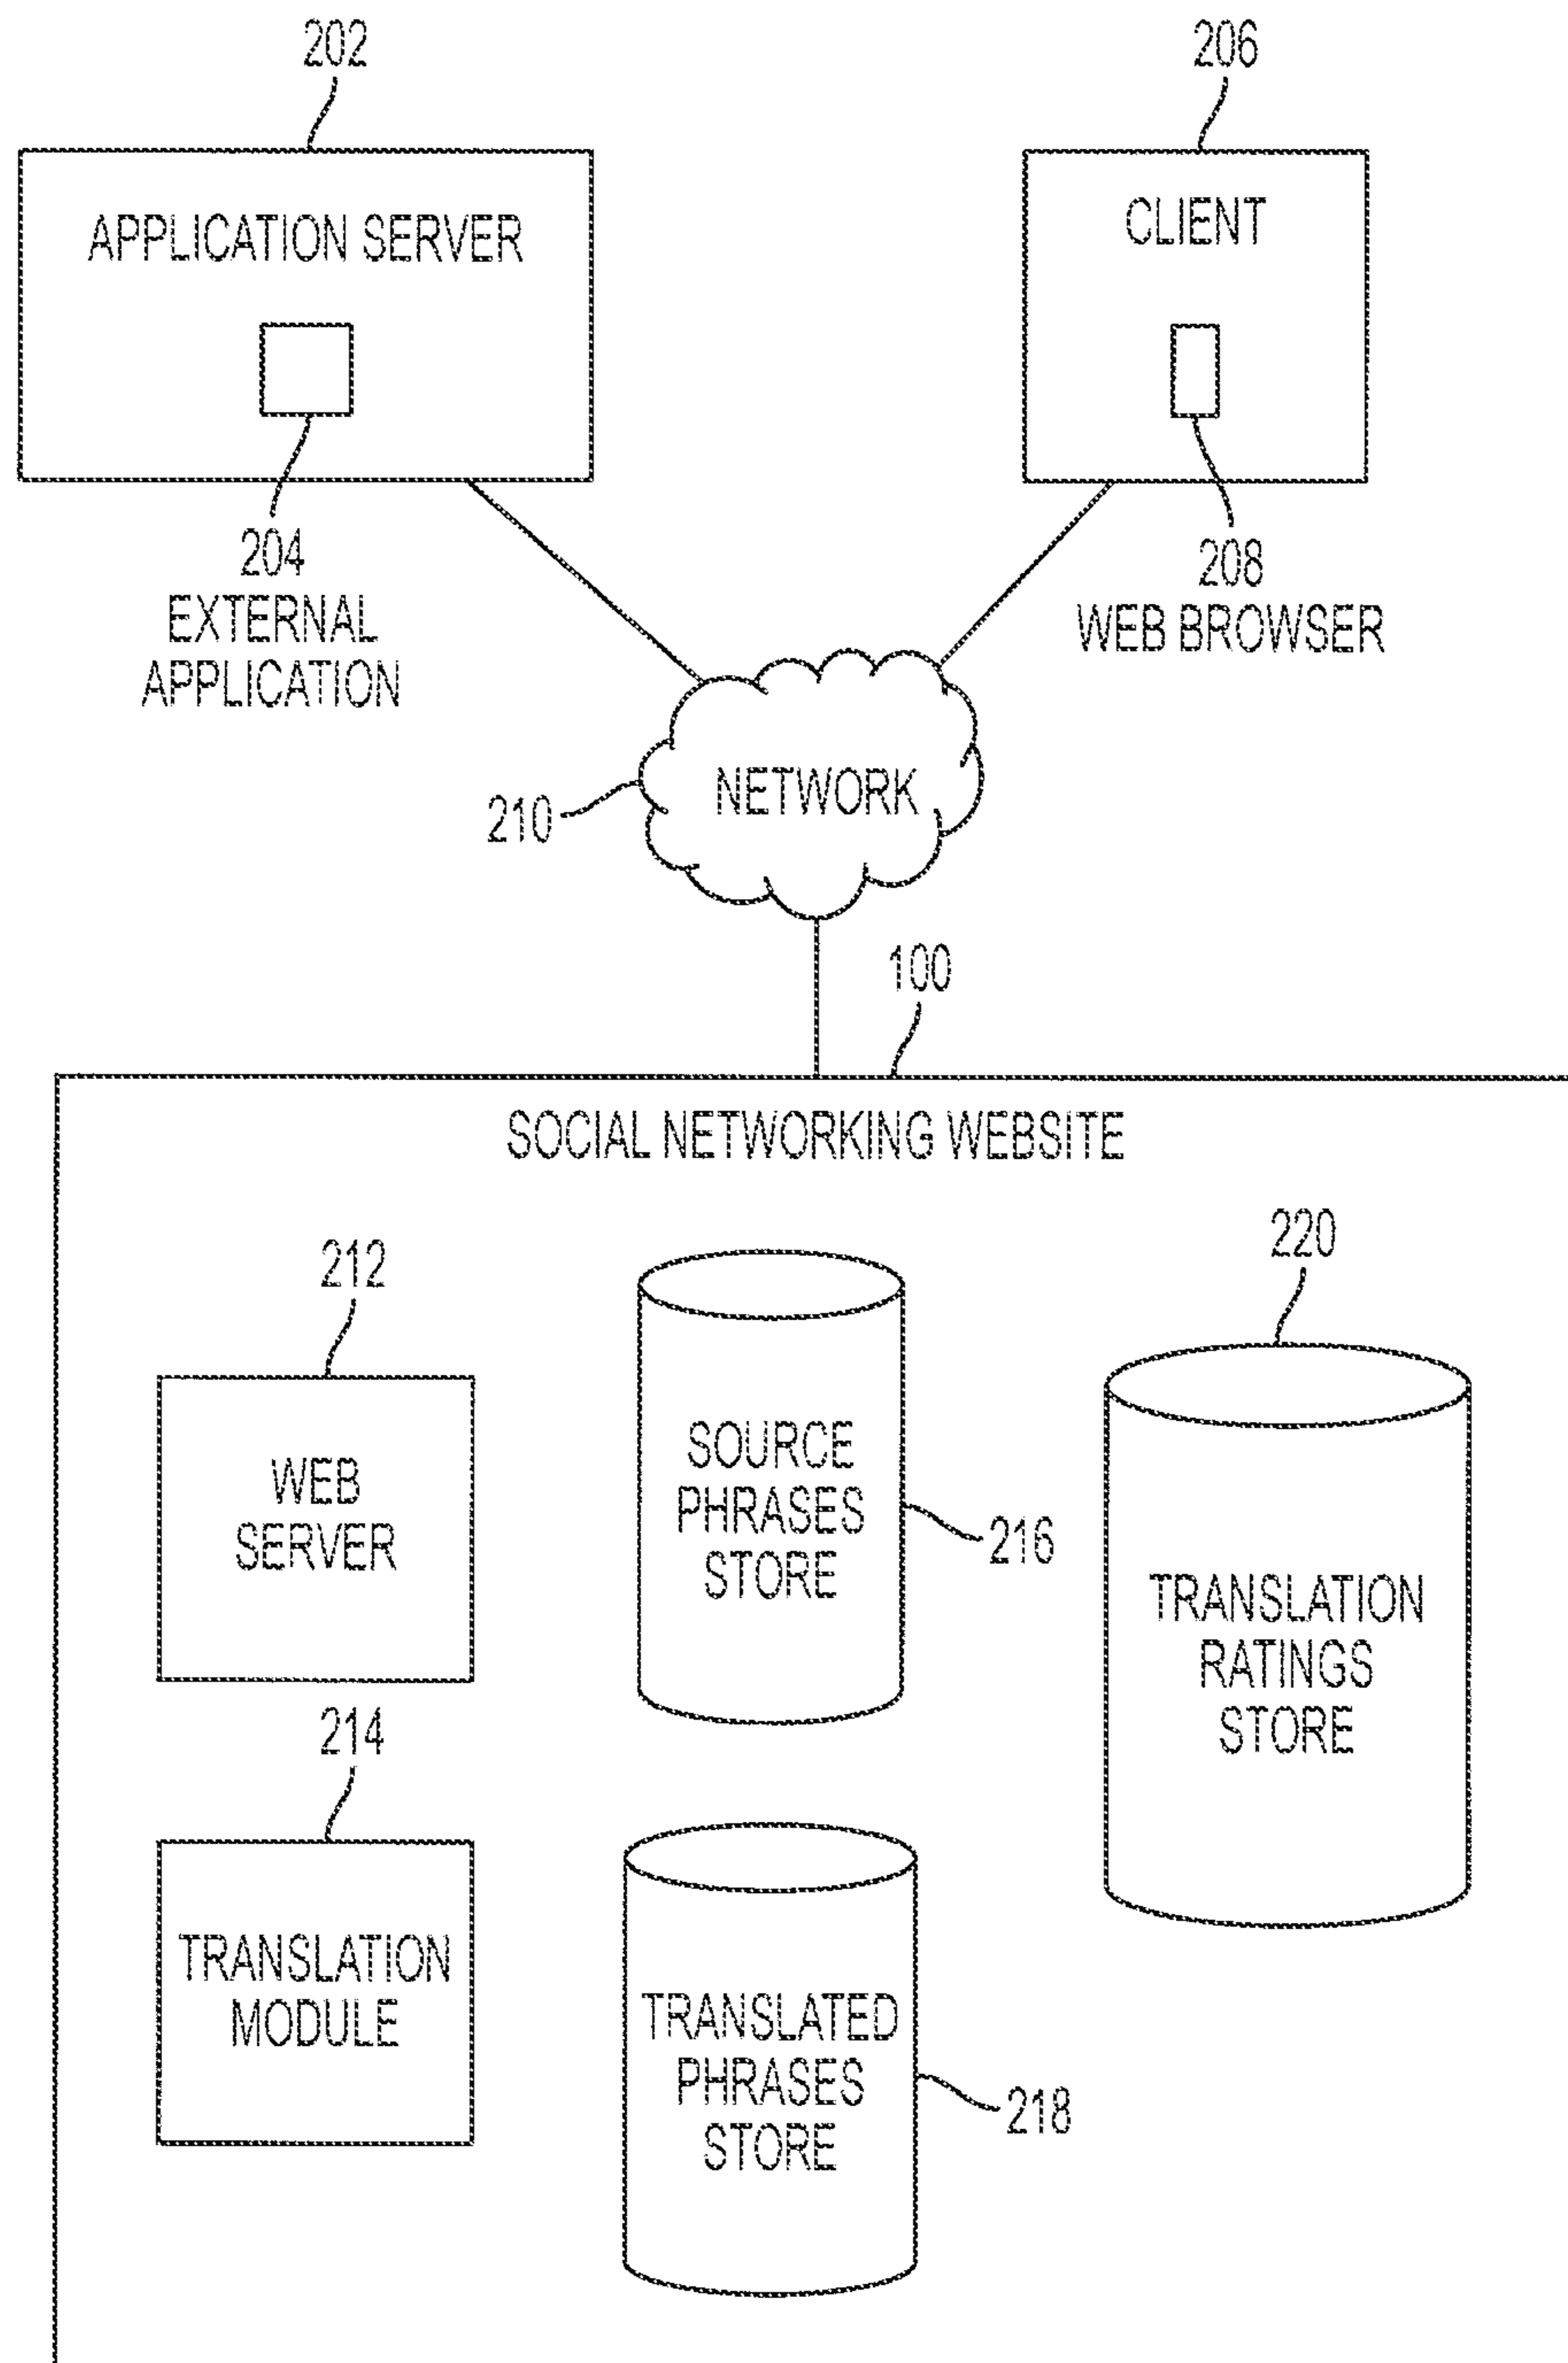 202
206
APPLICATION SERVER
CLIENT
204
EXTERNAL
APPLICATION
208
WEB BROWSER
NETWORK
210
100
SOCIAL NETWORKING WEBSITE
212
220
WEB
SERVER
SOURCE
PHRASES
STORE
216
TRANSLATION
RATINGS
STORE
214
TRANSLATION
MODULE
TRANSLATED
PHRASES
STORE
218